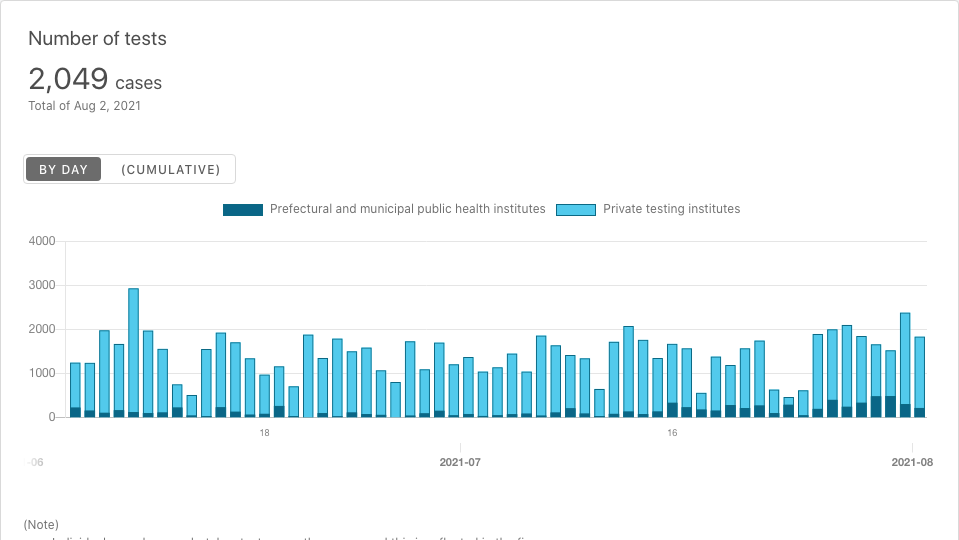 Number of tests
2,049 cases
Total of Aug 2, 2021
BY DAY (CUMULATIVE)
Prefectural and municipal public health institutes Private testing institutes
4000
3000
2000
1000
0
18 16
-06 2021-07 2021-08
(Note)